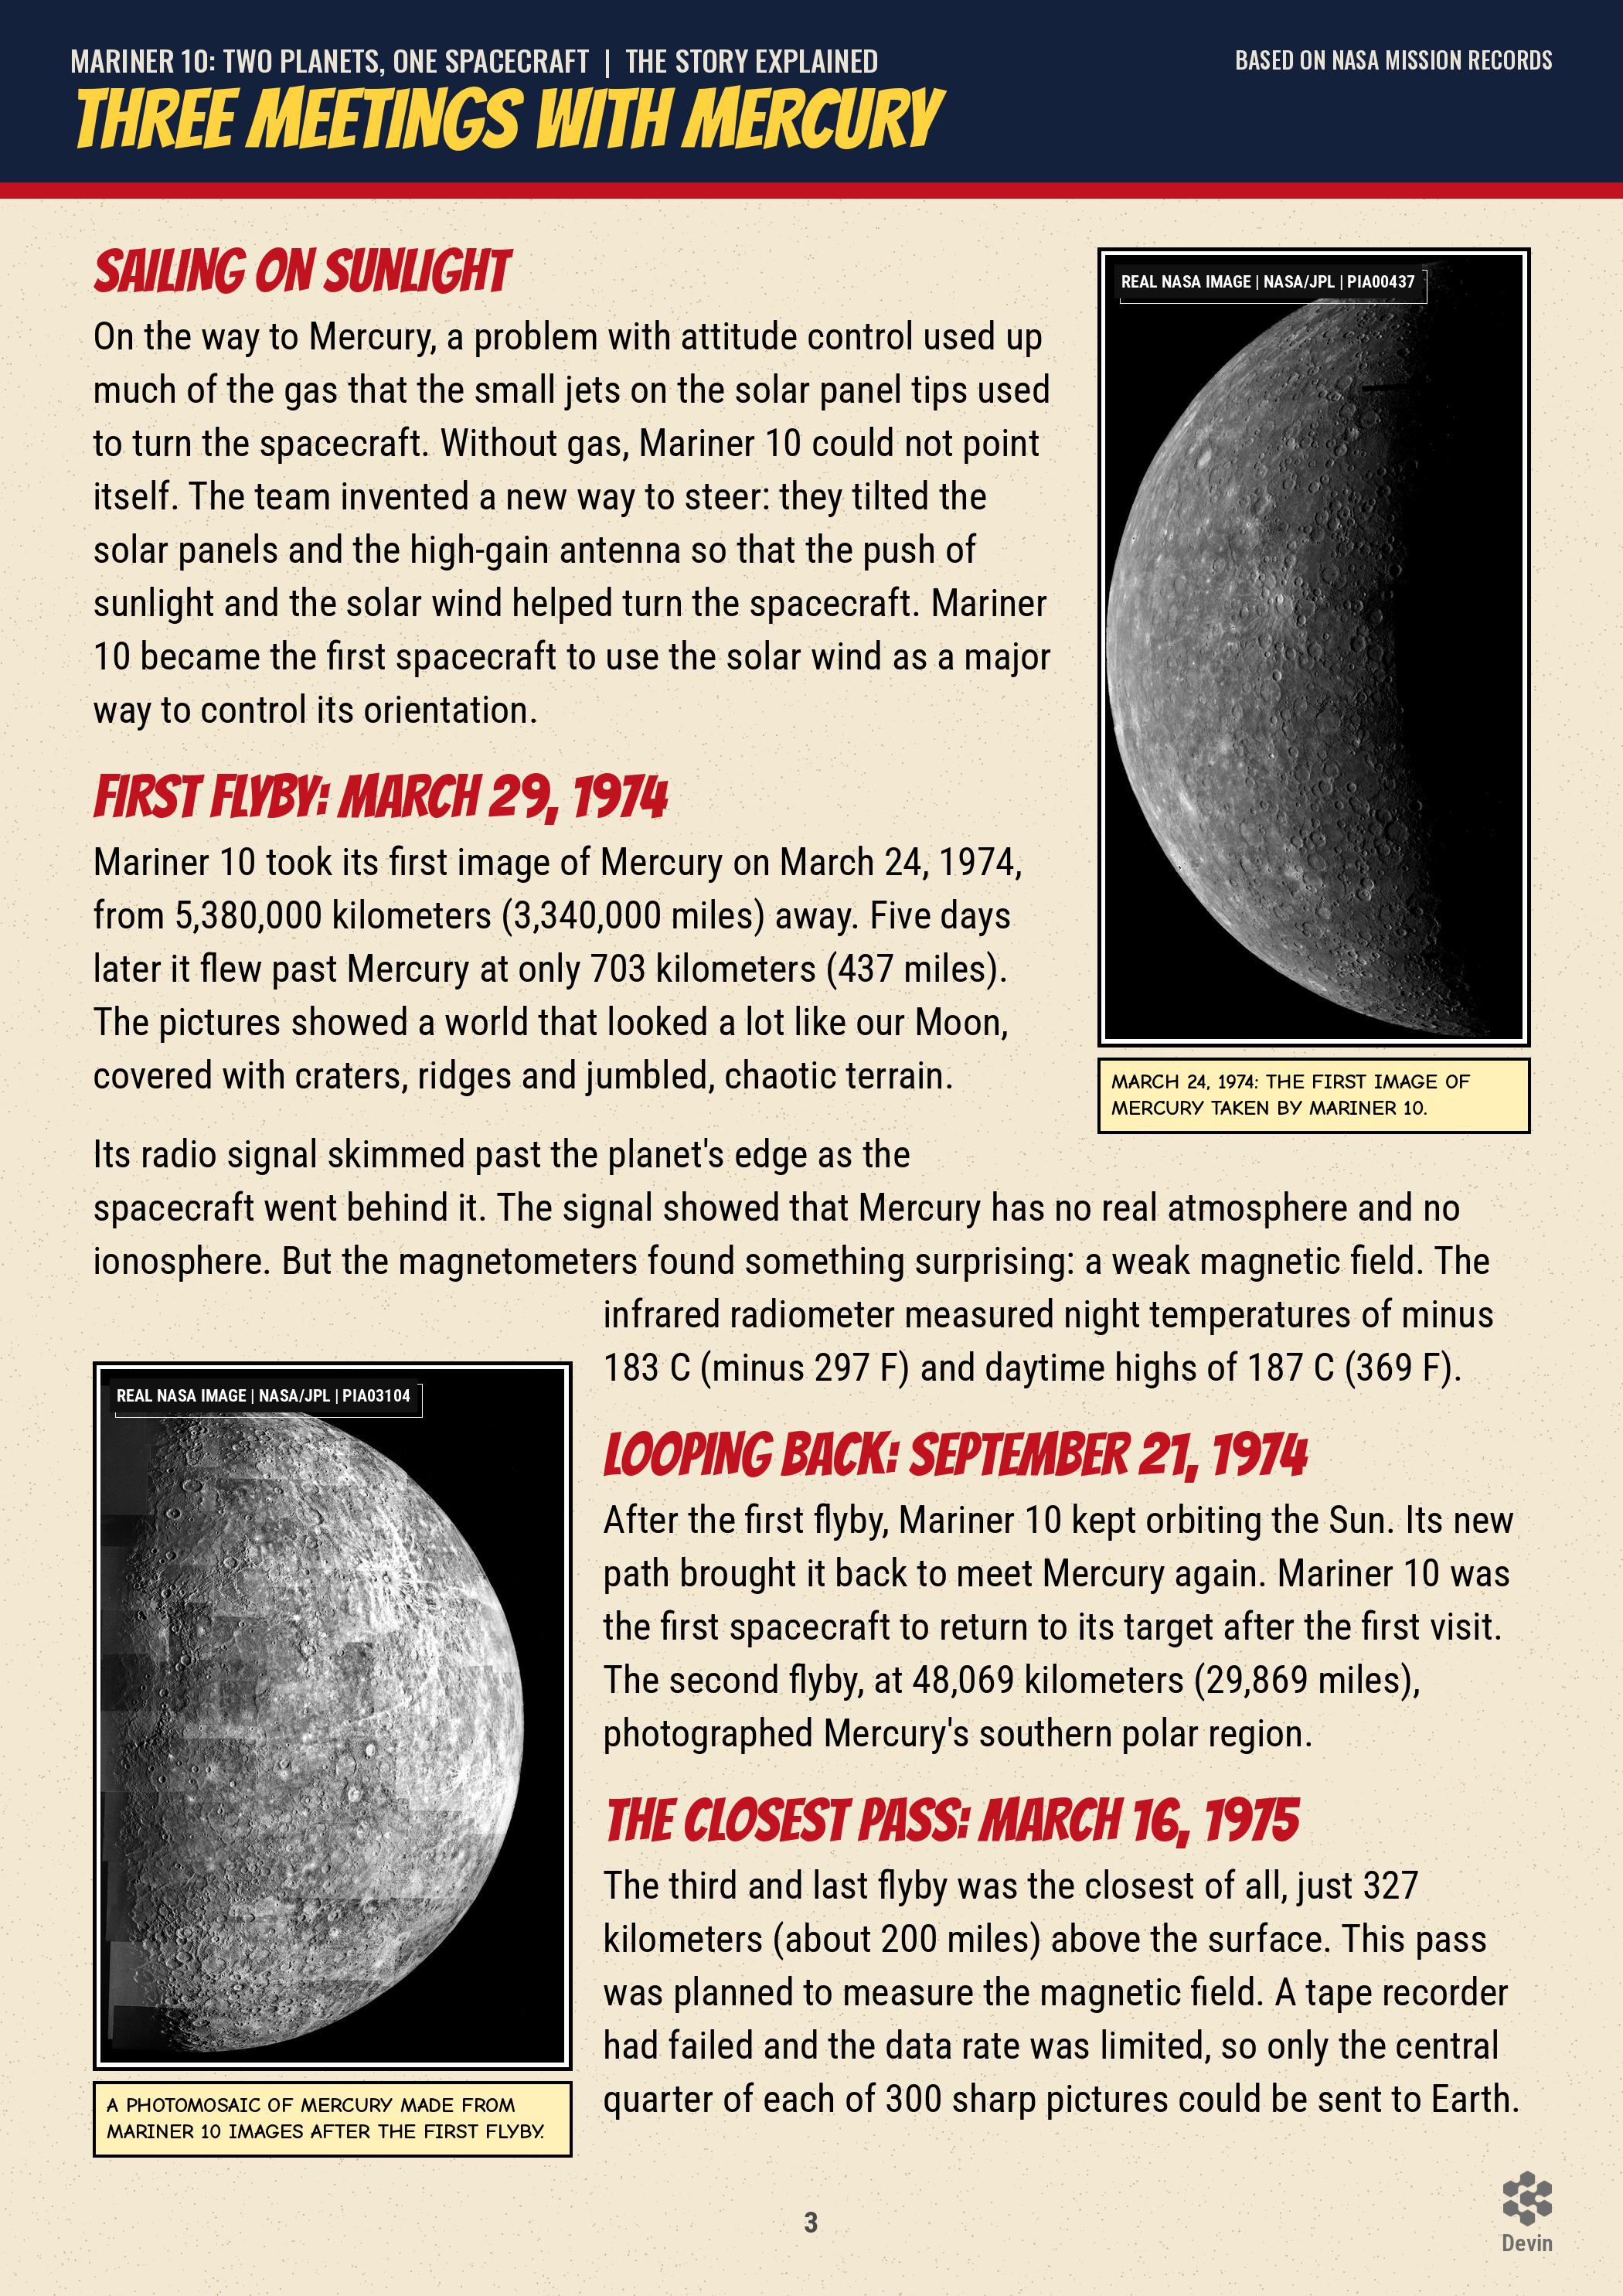 MARINER 10: TWO PLANETS, ONE SPACECRAFT | THE STORY EXPLAINED
BASED ON NASA MISSION RECORDS
THREE MEETINGS WITH MERCURY
SAILING ON SUNLIGHT
On the way to Mercury, a problem with attitude control used up
much of the gas that the small jets on the solar panel tips used
to turn the spacecraft. Without gas, Mariner 10 could not point
itself. The team invented a new way to steer: they tilted the
solar panels and the high-gain antenna so that the push of
sunlight and the solar wind helped turn the spacecraft. Mariner
10 became the first spacecraft to use the solar wind as a major
way to control its orientation.
REAL NASA IMAGE | NASA/JPL | PIA00437
MARCH 24, 1974: THE FIRST IMAGE OF
MERCURY TAKEN BY MARINER 10.
FIRST FLYBY: MARCH 29, 1974
Mariner 10 took its first image of Mercury on March 24, 1974,
from 5,380,000 kilometers (3,340,000 miles) away. Five days
later it flew past Mercury at only 703 kilometers (437 miles).
The pictures showed a world that looked a lot like our Moon,
covered with craters, ridges and jumbled, chaotic terrain.
Its radio signal skimmed past the planet's edge as the
spacecraft went behind it. The signal showed that Mercury has no real atmosphere and no
ionosphere. But the magnetometers found something surprising: a weak magnetic field. The
infrared radiometer measured night temperatures of minus
183 C (minus 297 F) and daytime highs of 187 C (369 F).
REAL NASA IMAGE | NASA/JPL | PIA03104
A PHOTOMOSAIC OF MERCURY MADE FROM
MARINER 10 IMAGES AFTER THE FIRST FLYBY.
LOOPING BACK: SEPTEMBER 21, 1974
After the first flyby, Mariner 10 kept orbiting the Sun. Its new
path brought it back to meet Mercury again. Mariner 10 was
the first spacecraft to return to its target after the first visit.
The second flyby, at 48,069 kilometers (29,869 miles),
photographed Mercury's southern polar region.
THE CLOSEST PASS: MARCH 16, 1975
The third and last flyby was the closest of all, just 327
kilometers (about 200 miles) above the surface. This pass
was planned to measure the magnetic field. A tape recorder
had failed and the data rate was limited, so only the central
quarter of each of 300 sharp pictures could be sent to Earth.
3
Devin